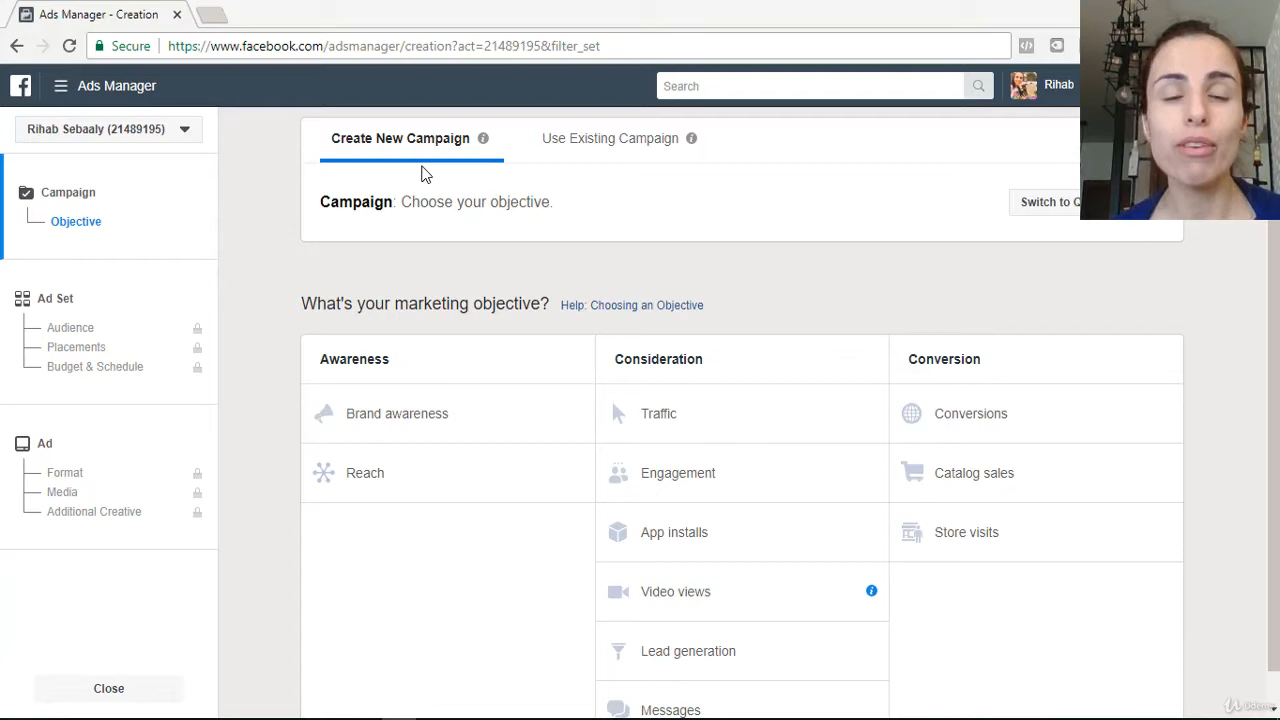 Ads Manager - Creation
Secure
https://www.facebook.com/adsmanager/creation?act=21489195&filter_set
Ads Manager
Search
Rihab
Rihab Sebaaly (21489195)
Create New Campaign
Use Existing Campaign
Campaign: Choose your objective.
Switch to Q
Campaign
Objective
Ad Set
Audience
Placements
Budget & Schedule
Ad
Format
Media
Additional Creative
Close
What's your marketing objective?
Help: Choosing an Objective
Awareness
Consideration
Conversion
Brand awareness
Traffic
Conversions
Reach
Engagement
Catalog sales
App installs
Store visits
Video views
Lead generation
Messages
Udemy